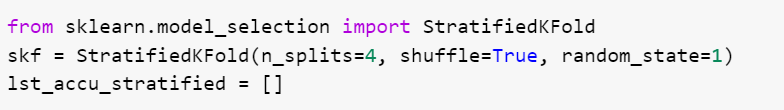 from sklearn.model_selection import StratifiedKFold
skf = StratifiedKFold(n_splits=4, shuffle=True, random_state=1)
lst_accu_stratified = []